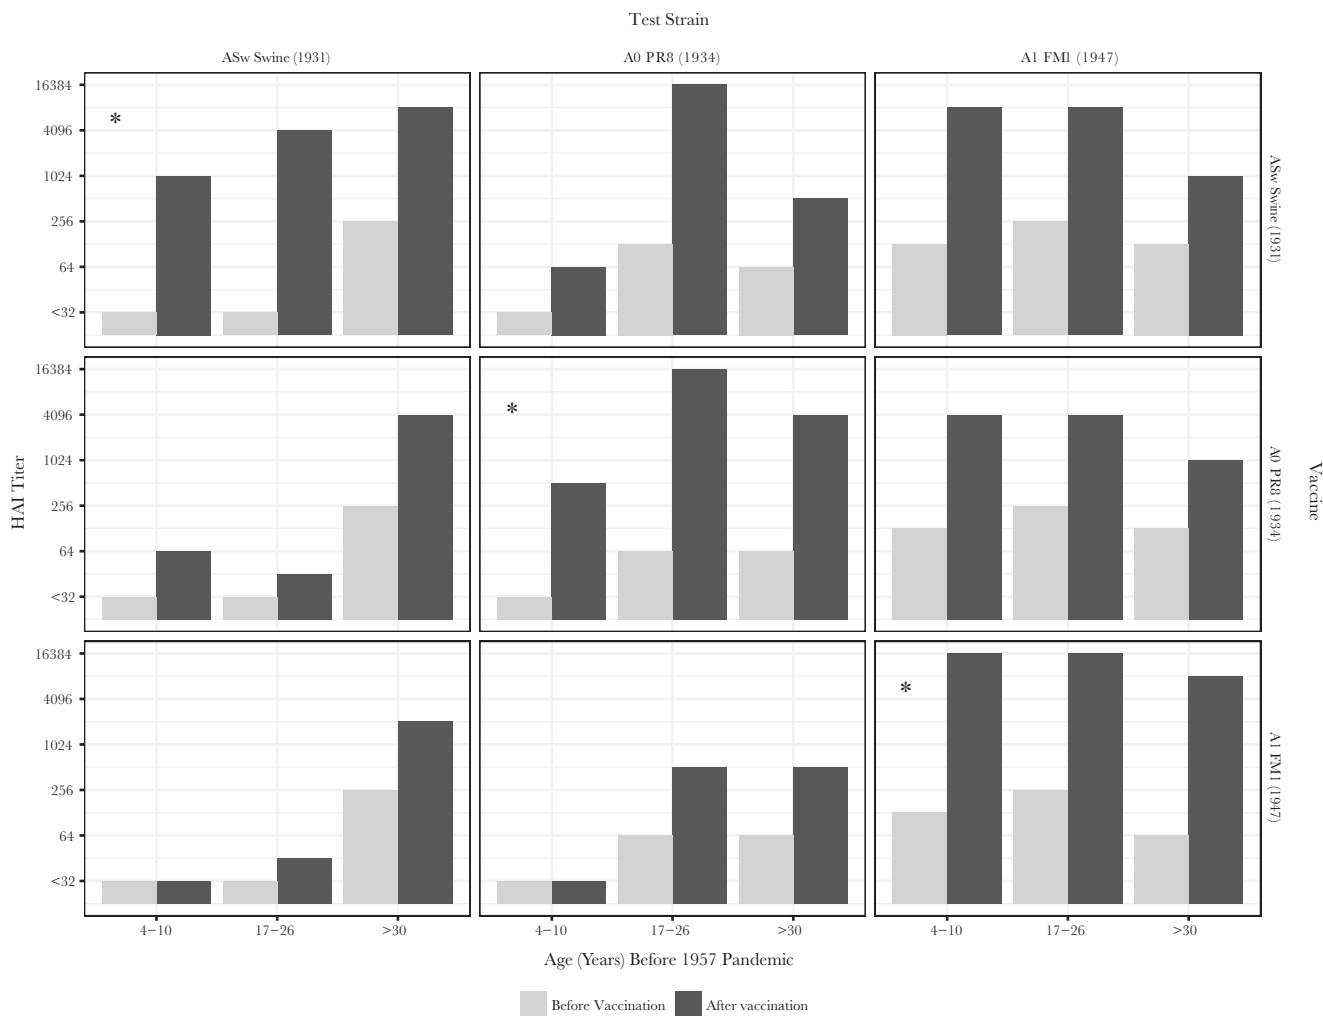 Test Strain
ASw Swine (1931)
A0 PR8 (1934)
A1 FM1 (1947)
16384
4096
1024
256
64
<32
*
ASw Swine (1931)
16384
4096
1024
256
64
<32
*
A0 PR8 (1934)
HAI Titer
Vaccine
16384
4096
1024
256
64
<32
*
A1 FM1 (1947)
4–10
17–26
>30
4–10
17–26
>30
4–10
17–26
>30
Age (Years) Before 1957 Pandemic
Before Vaccination
After vaccination